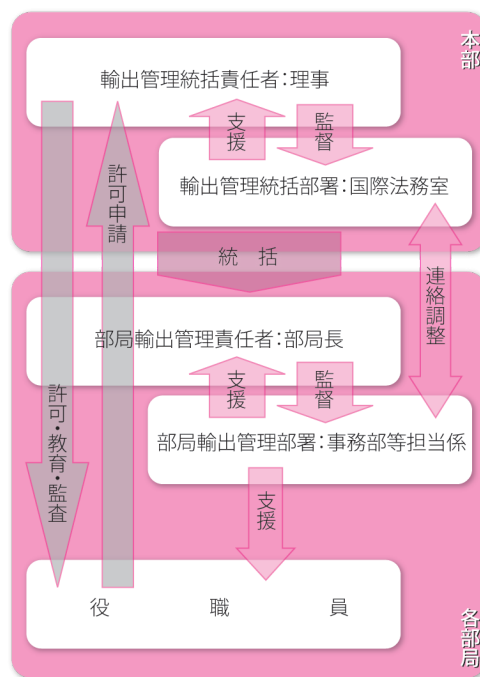 本部
輸出管理統括責任者：理事
支援
監督
輸出管理統括部署：国際法務室
許可申請
統　括
連絡調整
部局輸出管理責任者：部局長
支援
監督
許可・教育・監査
部局輸出管理部署：事務部等担当係
支援
役　職　員
各部局